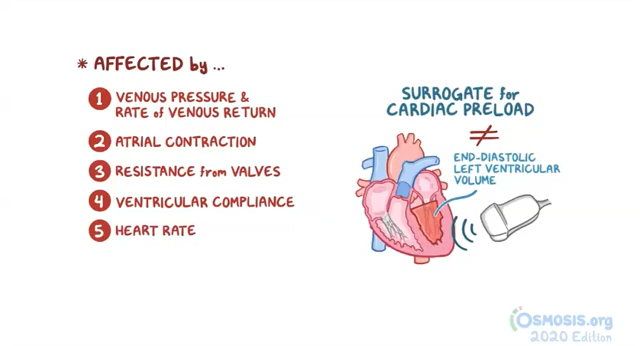 * AFFECTED by ...
1 VENOUS PRESSURE &
RATE of VENOUS RETURN
2 ATRIAL CONTRACTION
3 RESISTANCE from VALVES
4 VENTRICULAR COMPLIANCE
5 HEART RATE
SURROGATE for
CARDIAC PRELOAD
≠
END-DIASTOLIC
LEFT VENTRICULAR
VOLUME
OSMOSIS.org
2020 Edition